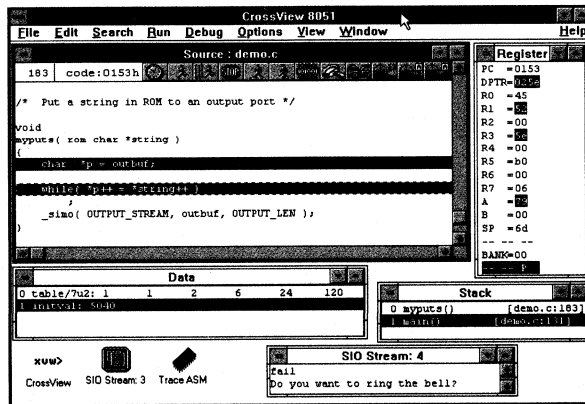 CrossView 8051
File Edit Search Run Debug Options View Window Help
Source : demo.c
183 code:0153h
/* Put a string in ROM to an output port */
void
myputs( rom char *string )
{
char *p = outbuf;
while( *p++ = *string++ )
;
_simo( OUTPUT_STREAM, outbuf, OUTPUT_LEN );
}
Register
PC =0153
DPTR=025e
R0 =45
R1 =52
R2 =00
R3 =5e
R4 =00
R5 =b0
R6 =00
R7 =06
A =
B =00
SP =6d
-- -- --
BANK=00
-- -- P
Data
0 table/7u2: 1 1 2 6 24 120
1 initval: 5040
Stack
0 myputs() [demo.c:183]
1 main() [demo.c:131]
xvw>
CrossView
SIO Stream: 3
Trace ASM
SIO Stream: 4
fail
Do you want to ring the bell?